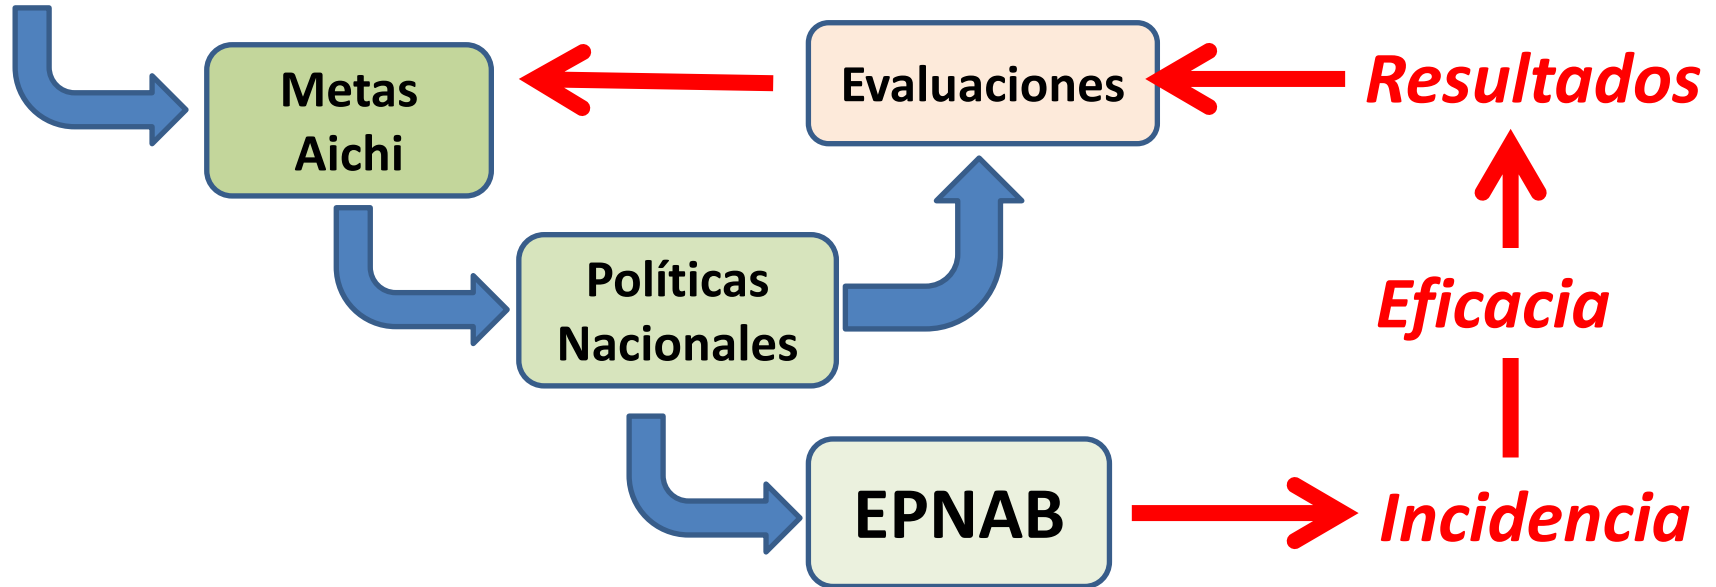 Metas
Aichi
Evaluaciones
Resultados
Políticas
Nacionales
Eficacia
EPNAB
Incidencia